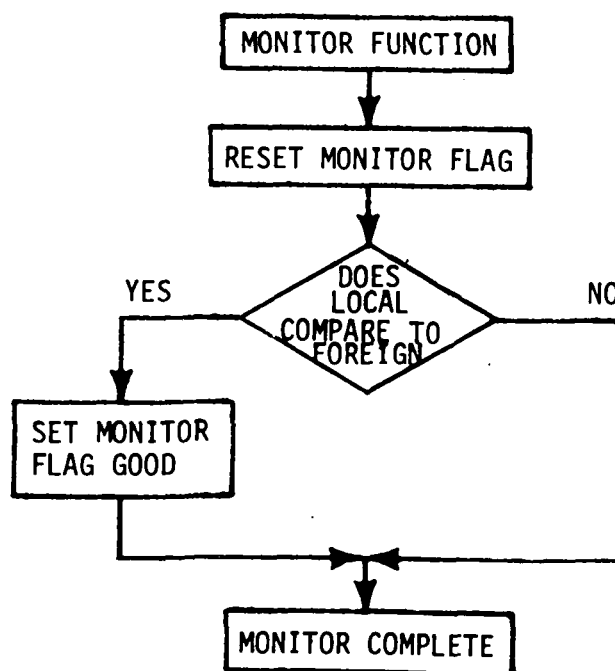 MONITOR FUNCTION
RESET MONITOR FLAG
DOES
LOCAL
COMPARE TO
FOREIGN
YES
NO
SET MONITOR
FLAG GOOD
MONITOR COMPLETE